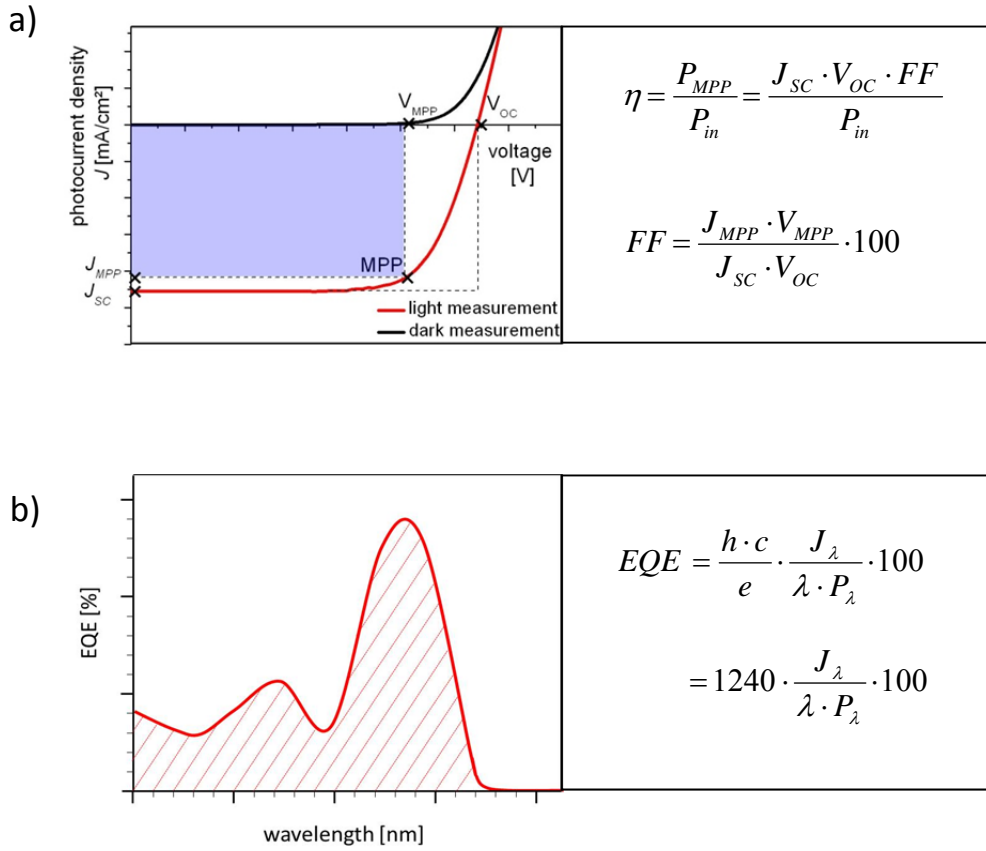 a)
photocurrent density
J [mA/cm²]
V_MPP
V_OC
voltage
[V]
J_MPP
MPP
J_SC
light measurement
dark measurement
η = P_MPP / P_in = J_SC · V_OC · FF / P_in
FF = J_MPP · V_MPP / J_SC · V_OC · 100
b)
EQE [%]
wavelength [nm]
EQE = h · c / e · J_λ / λ · P_λ · 100
= 1240 · J_λ / λ · P_λ · 100